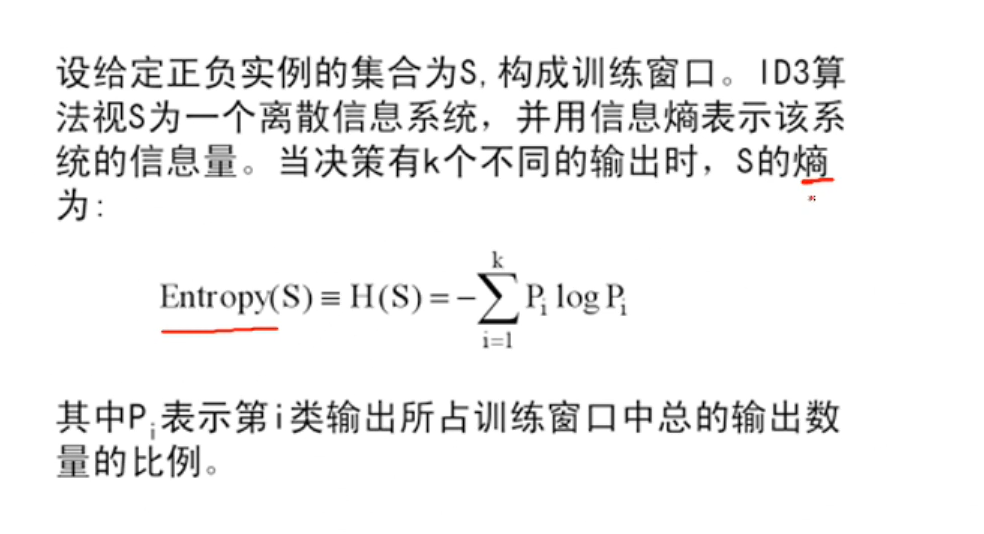 设给定正负实例的集合为S,构成训练窗口。ID3算
法视S为一个离散信息系统，并用信息熵表示该系
统的信息量。当决策有k个不同的输出时，S的熵
为:
Entropy(S) ≡ H(S) = −∑_{i=1}^{k} P_i log P_i
其中P_i表示第i类输出所占训练窗口中总的输出数
量的比例。